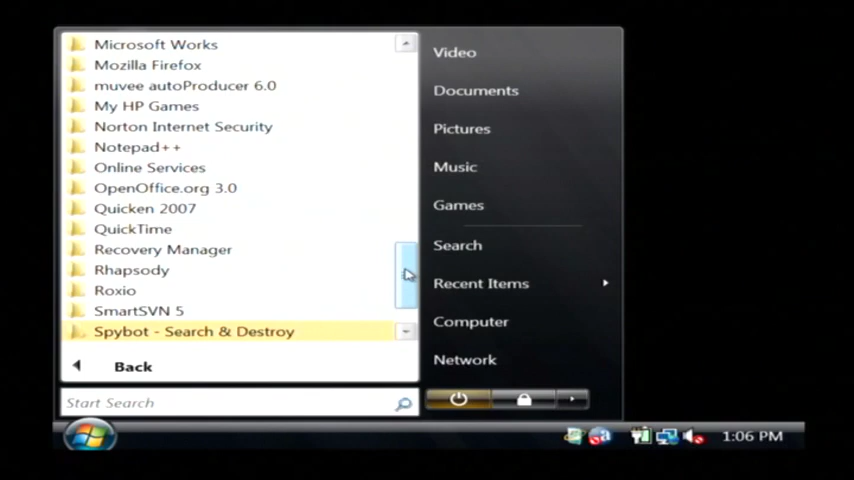 Microsoft Works
Mozilla Firefox
muvee autoProducer 6.0
My HP Games
Norton Internet Security
Notepad++
Online Services
OpenOffice.org 3.0
Quicken 2007
QuickTime
Recovery Manager
Rhapsody
Roxio
SmartSVN 5
Spybot - Search & Destroy
Back
Start Search
Video
Documents
Pictures
Music
Games
Search
Recent Items
Computer
Network
a
1:06 PM